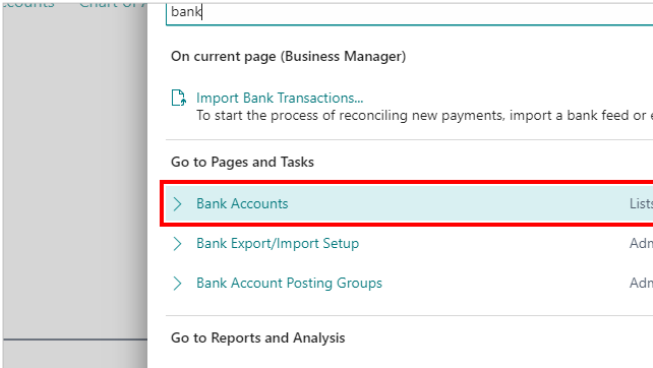 bank
On current page (Business Manager)
Import Bank Transactions...
To start the process of reconciling new payments, import a bank feed or
Go to Pages and Tasks
Bank Accounts Lists
Bank Export/Import Setup
Bank Account Posting Groups
Go to Reports and Analysis